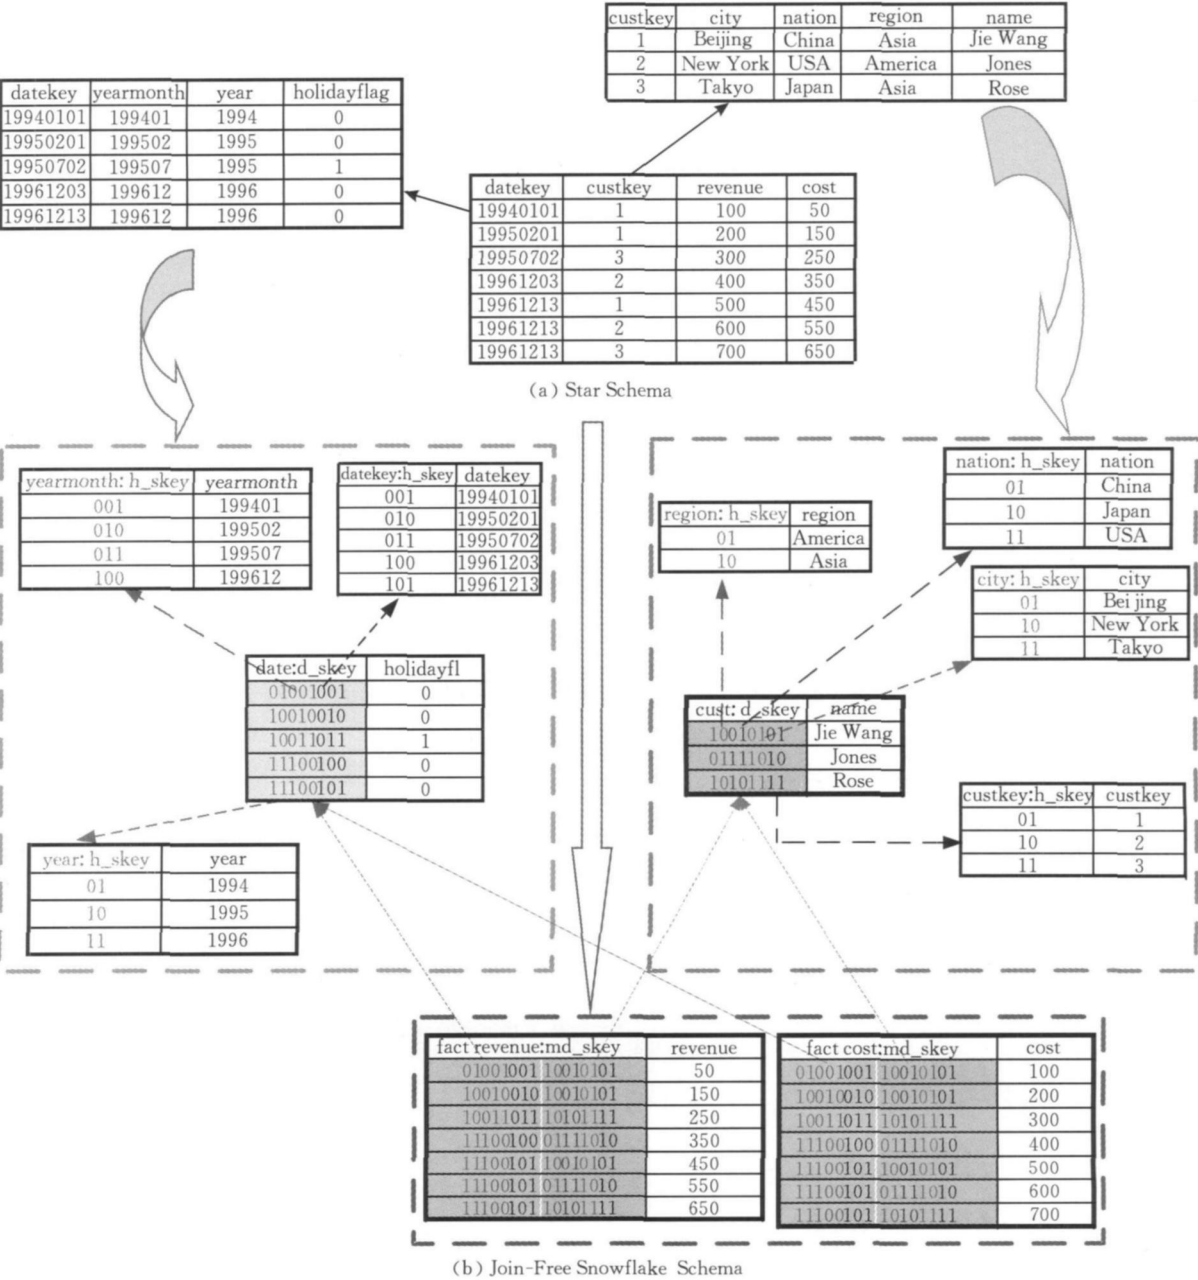 custkey city nation region name
1 Beijing China Asia Jie Wang
2 New York USA America Jones
3 Takyo Japan Asia Rose
datekey yearmonth year holidayflag
19940101 199401 1994 0
19950201 199502 1995 0
19950702 199507 1995 1
19961203 199612 1996 0
19961213 199612 1996 0
datekey custkey revenue cost
19940101 1 100 50
19950201 1 200 150
19950702 3 300 250
19961203 2 400 350
19961213 1 500 450
19961213 2 600 550
19961213 3 700 650
(a) Star Schema
yearmonth: h_skey yearmonth
001 199401
010 199502
011 199507
100 199612
datekey:h_skey datekey
001 19940101
010 19950201
011 19950702
100 19961203
101 19961213
date:d_skey holidayfl
01001001 0
10010010 0
10011011 1
11100100 0
11100101 0
year: h_skey year
01 1994
10 1995
11 1996
region: h_skey region
01 America
10 Asia
nation: h_skey nation
01 China
10 Japan
11 USA
city: h_skey city
01 Beijing
10 New York
11 Takyo
cust: d_skey name
10010101 Jie Wang
01111010 Jones
10101111 Rose
custkey:h_skey custkey
01 1
10 2
11 3
fact revenue:md_skey revenue
01001001 10010101 50
10010010 10010101 150
10011011 10101111 250
11100100 01111010 350
11100101 10010101 450
11100101 01111010 550
11100101 10101111 650
fact cost:md_skey cost
01001001 10010101 100
10010010 10010101 200
10011011 10101111 300
11100100 01111010 400
11100101 10010101 500
11100101 01111010 600
11100101 10101111 700
(b) Join-Free Snowflake Schema